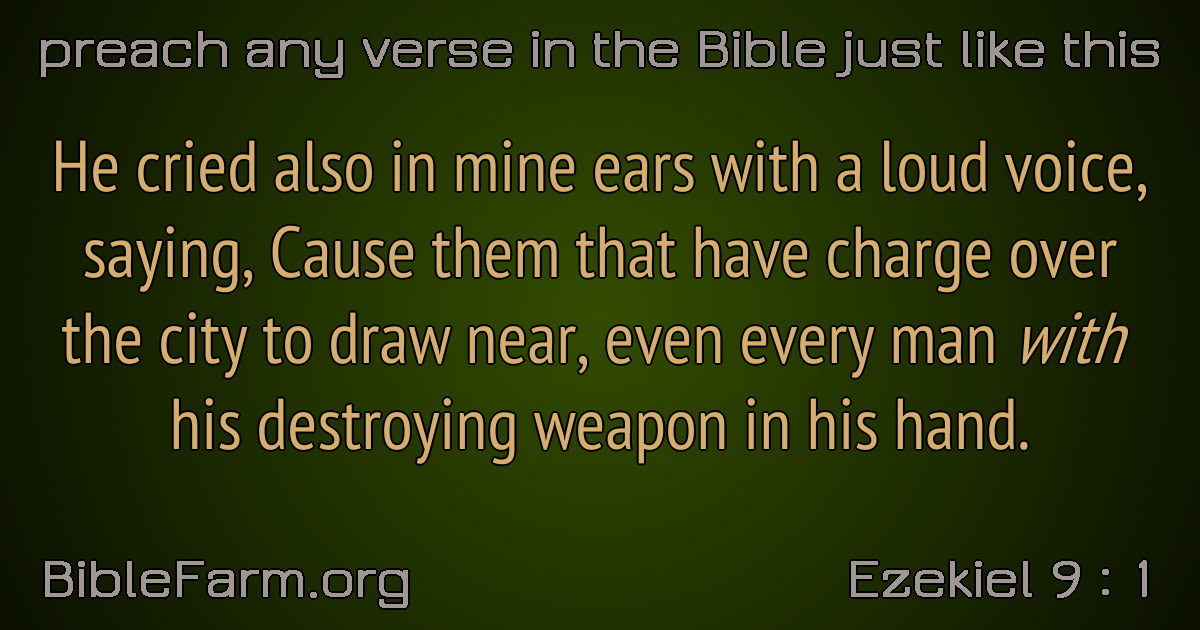 preach any verse in the Bible just like this
He cried also in mine ears with a loud voice,
saying, Cause them that have charge over
the city to draw near, even every man with
his destroying weapon in his hand.
BibleFarm.org
Ezekiel 9 : 1